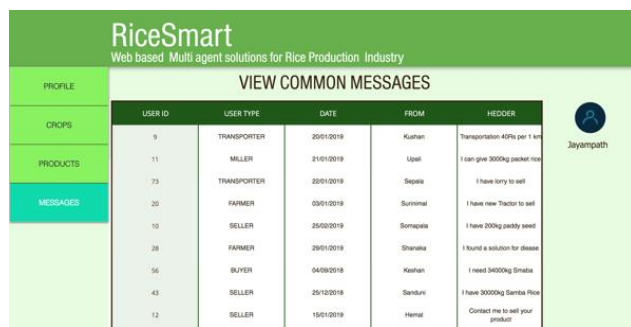 RiceSmart
Web based Multi agent solutions for Rice Production Industry
PROFILE
CROPS
PRODUCTS
MESSAGES
VIEW COMMON MESSAGES
USER ID USER TYPE DATE FROM HEDDER
9 TRANSPORTER 20/01/2019 Kushan Transportation 40Rs per 1 km
11 MILLER 21/01/2019 Upali I can give 3000kg packet rice
73 TRANSPORTER 22/01/2019 Sepala I have lorry to sell
20 FARMER 03/01/2019 Surinimal I have new Tractor to sell
10 SELLER 25/02/2019 Somapala I have 200kg paddy seed
28 FARMER 29/01/2019 Shanaka I found a solution for diease
56 BUYER 04/09/2018 Keshan I need 34000kg Smaba
43 SELLER 25/12/2018 Sanduni I have 30000kg Samba Rice
12 SELLER 15/01/2019 Hemal Contact me to sell your
product
Jayampath